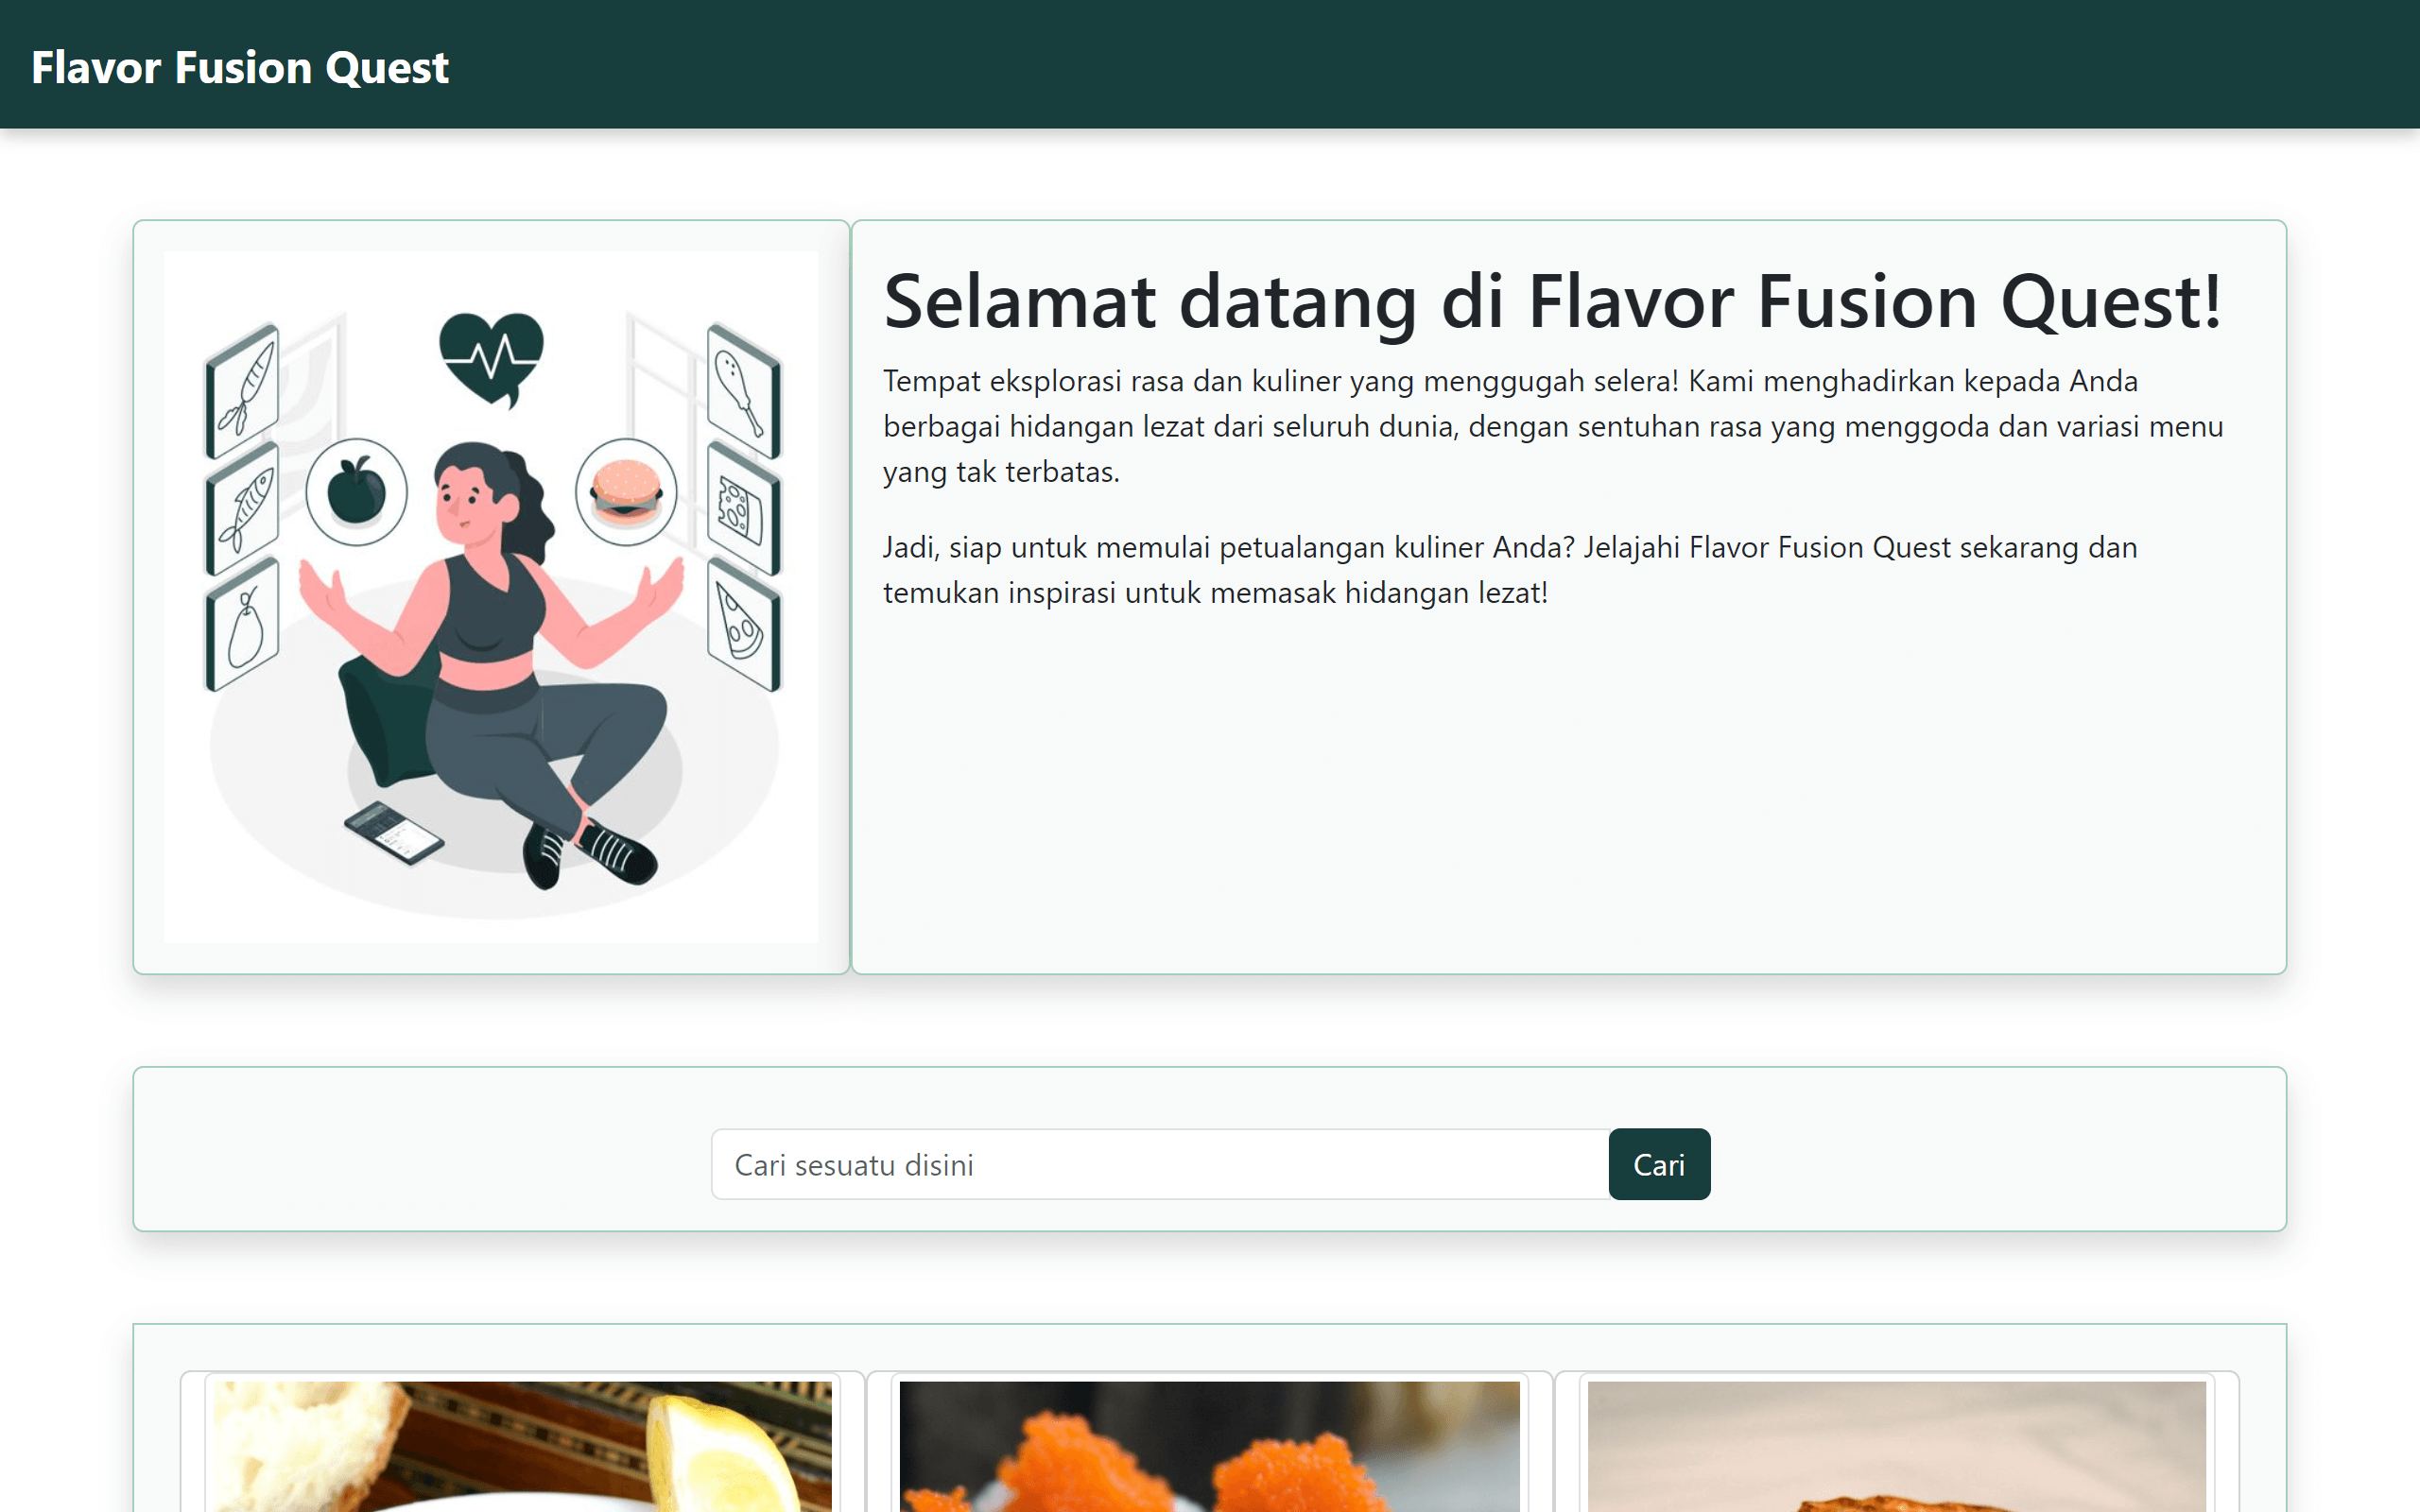 Flavor Fusion Quest
Selamat datang di Flavor Fusion Quest!
Tempat eksplorasi rasa dan kuliner yang menggugah selera! Kami menghadirkan kepada Anda
berbagai hidangan lezat dari seluruh dunia, dengan sentuhan rasa yang menggoda dan variasi menu
yang tak terbatas.
Jadi, siap untuk memulai petualangan kuliner Anda? Jelajahi Flavor Fusion Quest sekarang dan
temukan inspirasi untuk memasak hidangan lezat!
Cari sesuatu disini
Cari